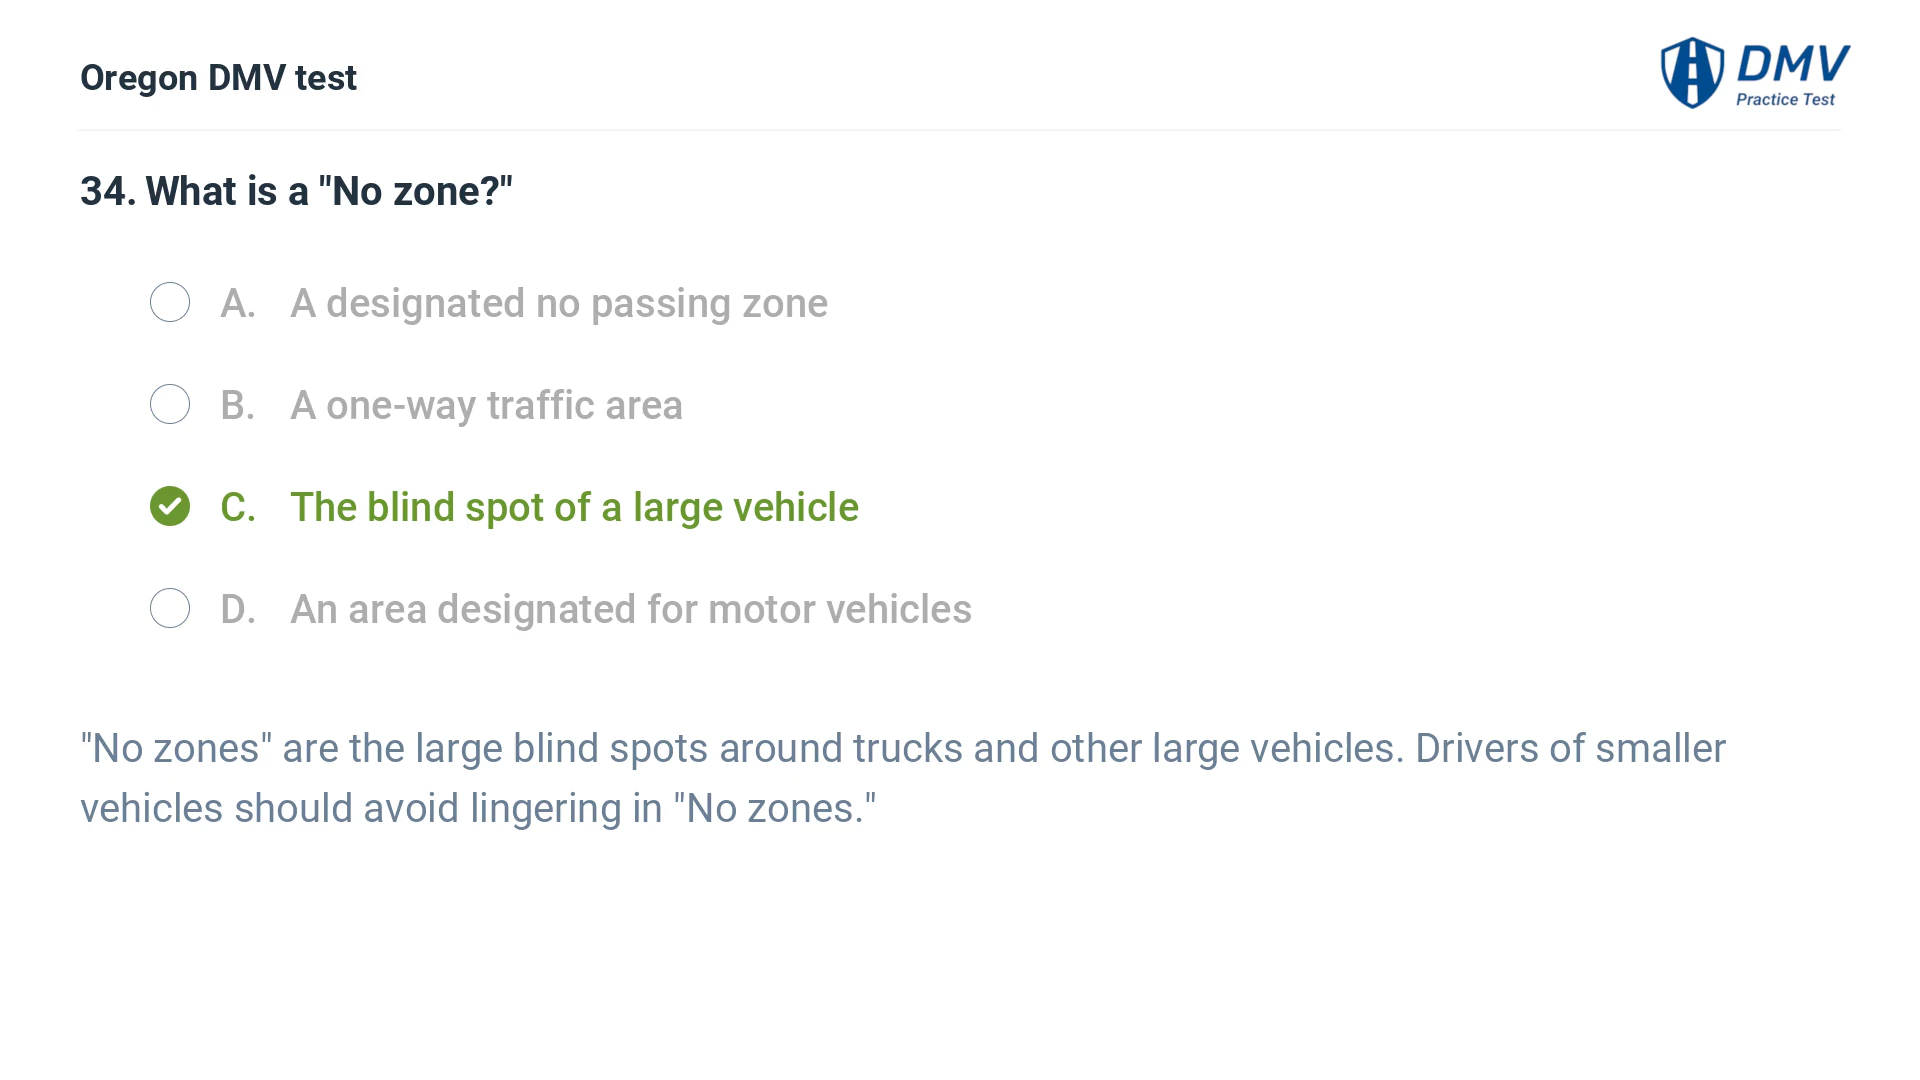 Oregon DMV test
DMV
Practice Test
34. What is a "No zone?"
A. A designated no passing zone
B. A one-way traffic area
C. The blind spot of a large vehicle
D. An area designated for motor vehicles
"No zones" are the large blind spots around trucks and other large vehicles. Drivers of smaller
vehicles should avoid lingering in "No zones."